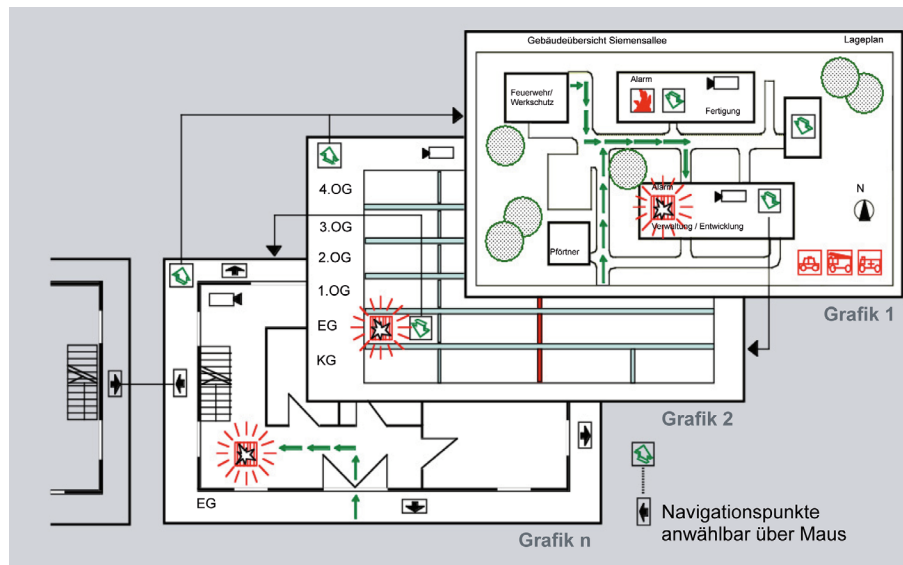 Gebäudeübersicht Siemensallee
Lageplan
Feuerwehr/
Werkschutz
Alarm
Fertigung
Alarm
Verwaltung / Entwicklung
N
Pförtner
Grafik 1
4.OG
3.OG
2.OG
1.OG
EG
KG
Grafik 2
EG
Grafik n
Navigationspunkte
anwählbar über Maus